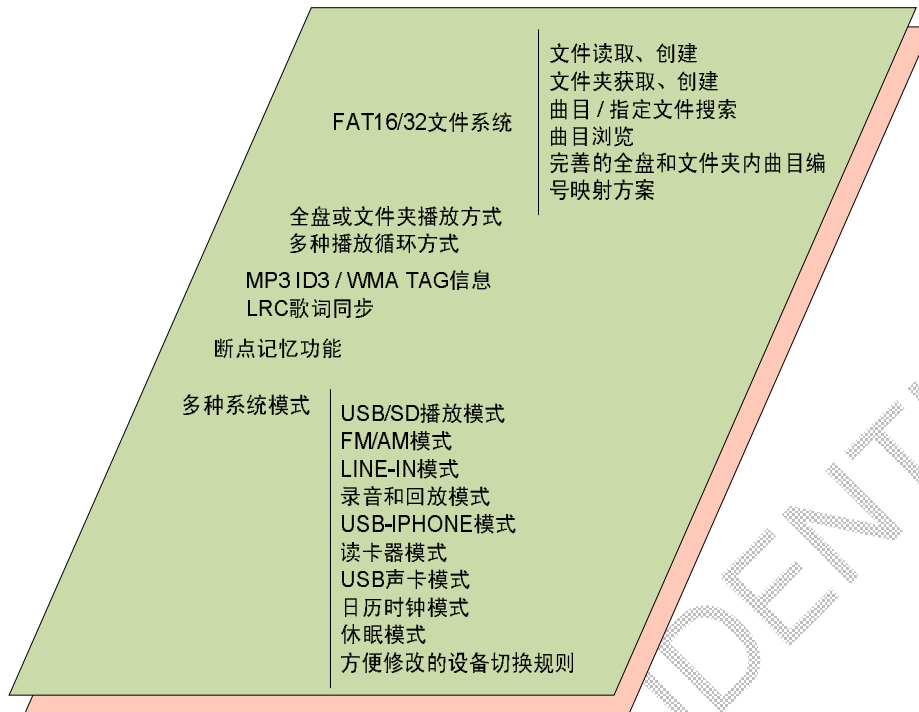 FAT16/32文件系统
文件读取、创建
文件夹获取、创建
曲目 / 指定文件搜索
曲目浏览
完善的全盘和文件夹内曲目编
号映射方案
全盘或文件夹播放方式
多种播放循环方式
MP3 ID3 / WMA TAG信息
LRC歌词同步
断点记忆功能
多种系统模式
USB/SD播放模式
FM/AM模式
LINE-IN模式
录音和回放模式
USB-IPHONE模式
读卡器模式
USB声卡模式
日历时钟模式
休眠模式
方便修改的设备切换规则